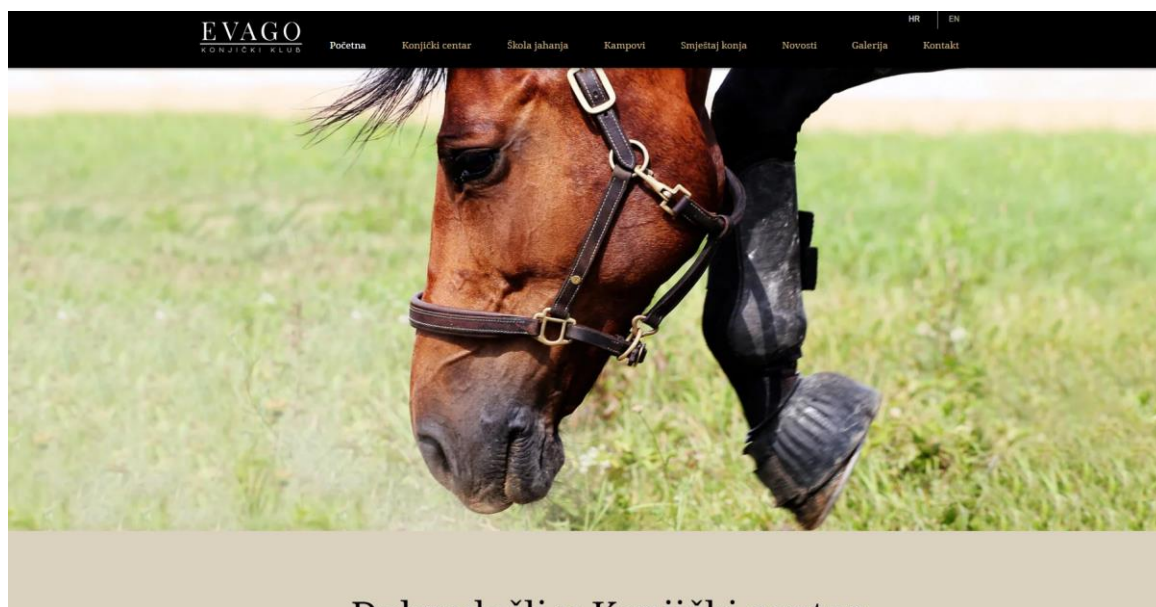 HR EN
EVAGO
KONJIČKI KLUB
Početna Konjički centar Škola jahanja Kampovi Smještaj konja Novosti Galerija Kontakt